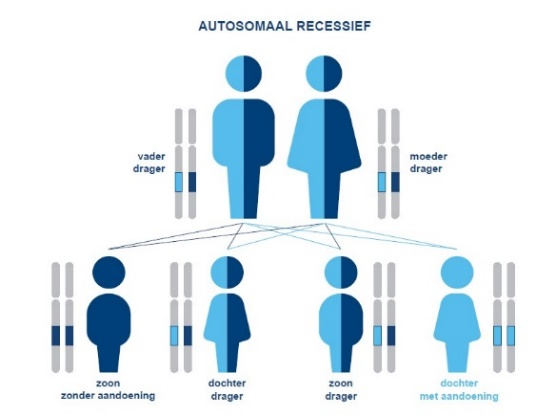 AUTOSOMAAL RECESSIEF
vader
drager
moeder
drager
zoon
zonder aandoening
dochter
drager
zoon
drager
dochter
met aandoening